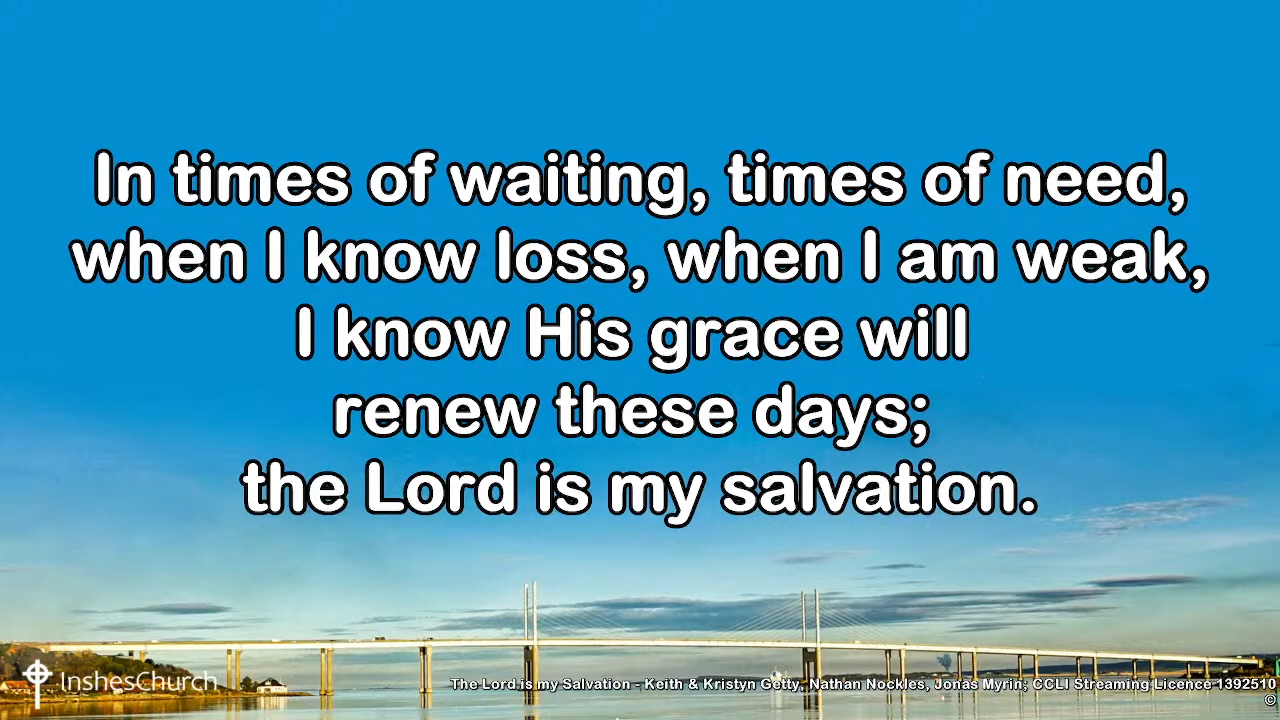 In times of waiting, times of need,
when I know loss, when I am weak,
I know His grace will
renew these days;
the Lord is my salvation.
InshesChurch
The Lord is my Salvation - Keith & Kristyn Getty, Nathan Nockles, Jonas Myrin; CCLI Streaming Licence 1392510
©